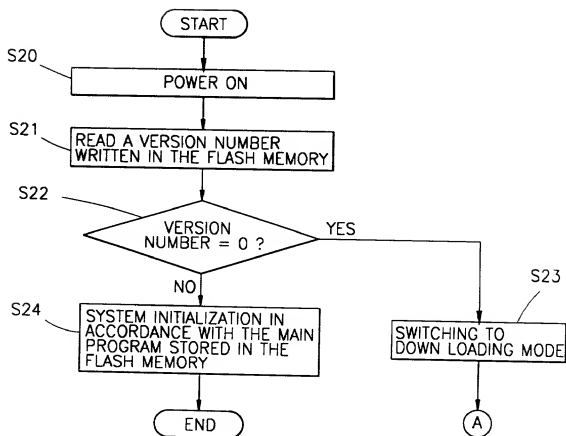 START
S20
POWER ON
S21
READ A VERSION NUMBER
WRITTEN IN THE FLASH MEMORY
S22
VERSION
NUMBER = 0 ?
YES
NO
S24
SYSTEM INITIALIZATION IN
ACCORDANCE WITH THE MAIN
PROGRAM STORED IN THE
FLASH MEMORY
S23
SWITCHING TO
DOWN LOADING MODE
END
A